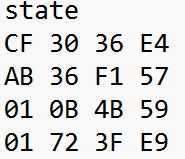 state
CF 30 36 E4
AB 36 F1 57
01 0B 4B 59
01 72 3F E9